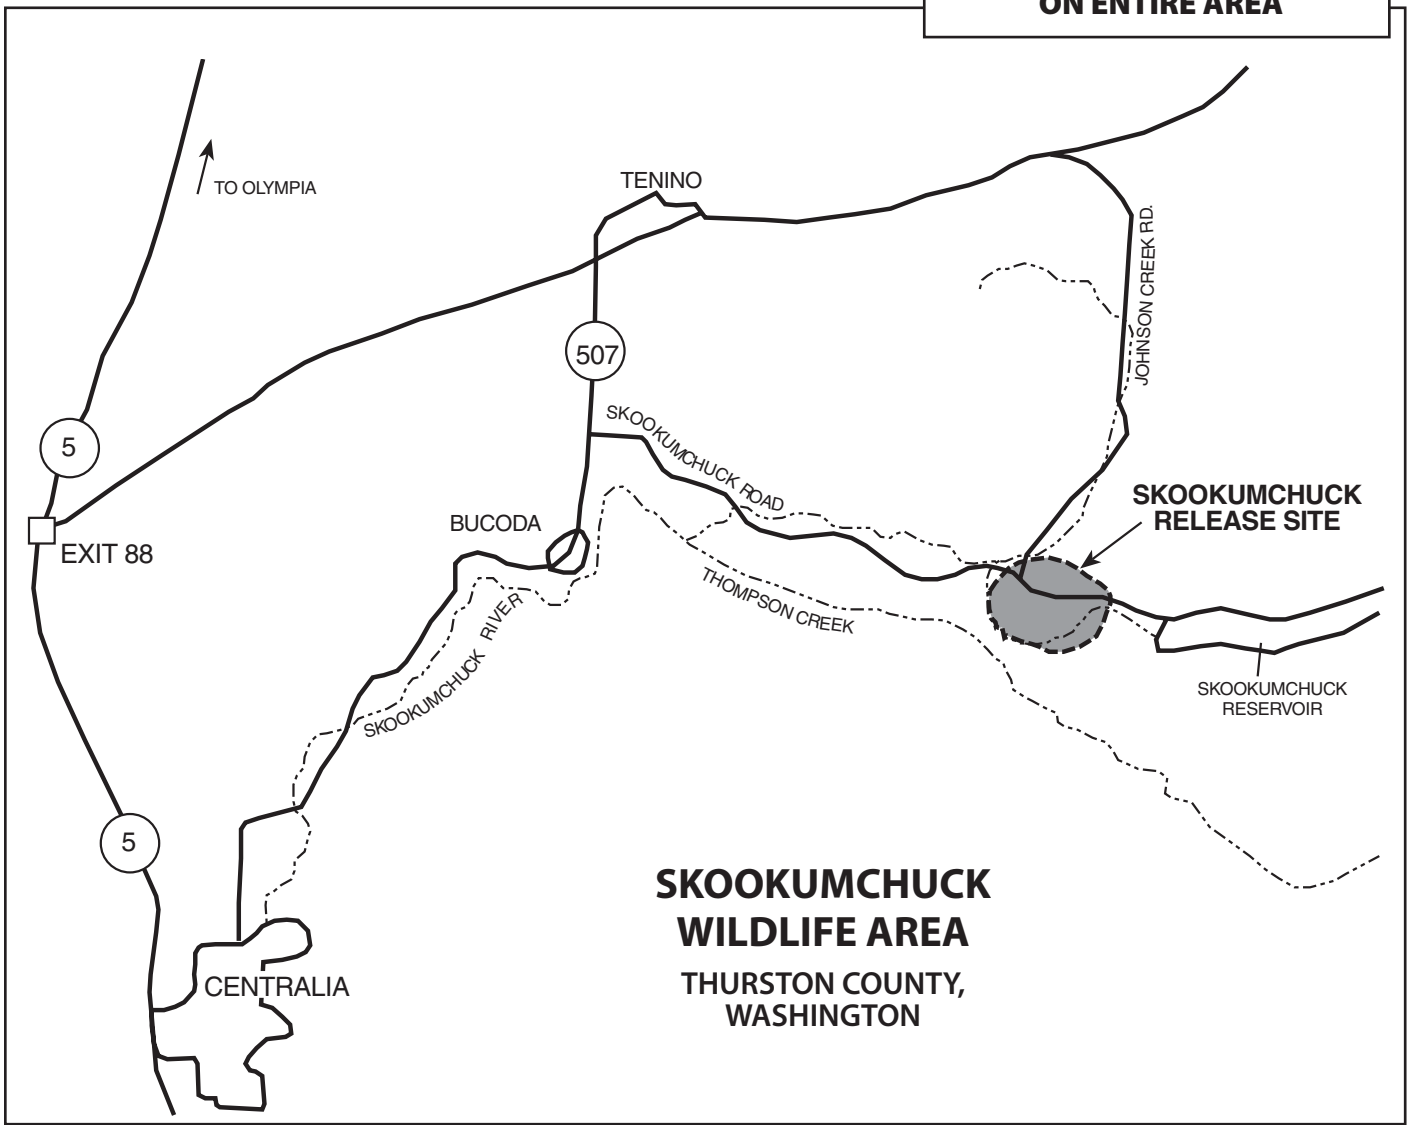 ON ENTIRE AREA
TO OLYMPIA
TENINO
JOHNSON CREEK RD.
507
SKOOKUMCHUCK ROAD
5
SKOOKUMCHUCK
RELEASE SITE
BUCODA
EXIT 88
THOMPSON CREEK
SKOOKUMCHUCK RIVER
SKOOKUMCHUCK
RESERVOIR
5
SKOOKUMCHUCK
WILDLIFE AREA
THURSTON COUNTY,
WASHINGTON
CENTRALIA